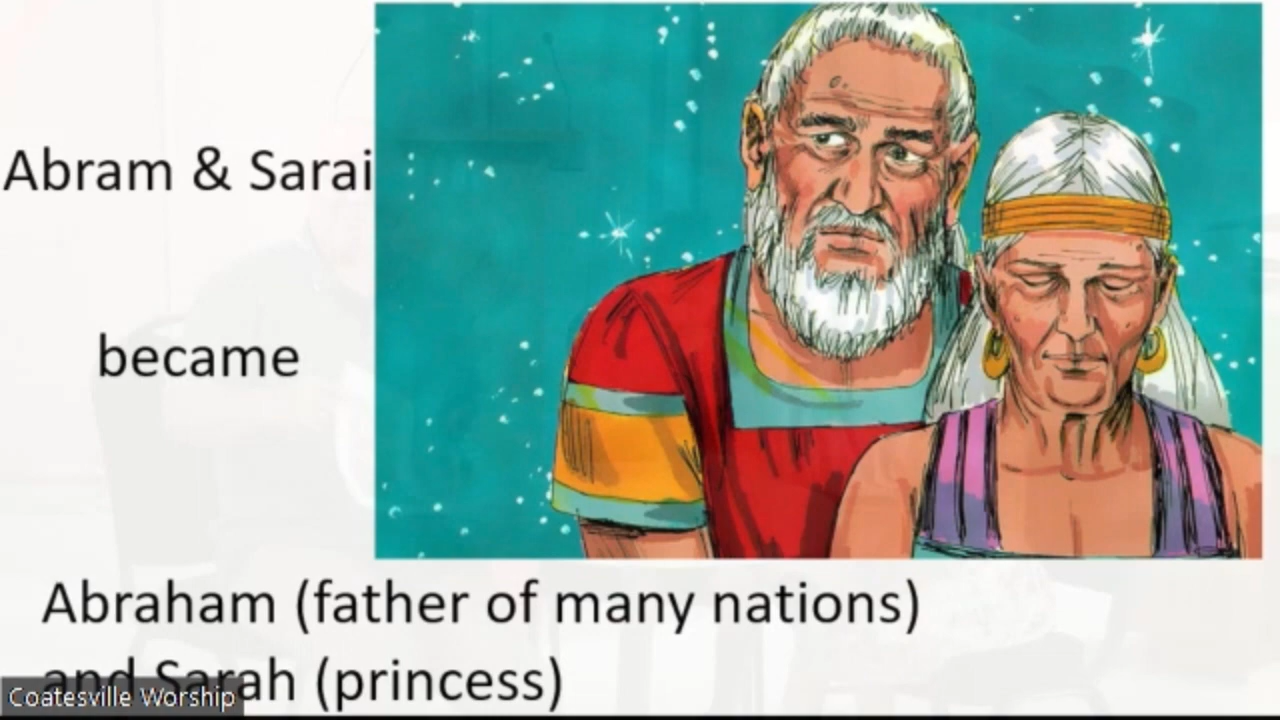 Abram & Sarai
became
Abraham (father of many nations)
and Sarah (princess)
Coatesville Worship